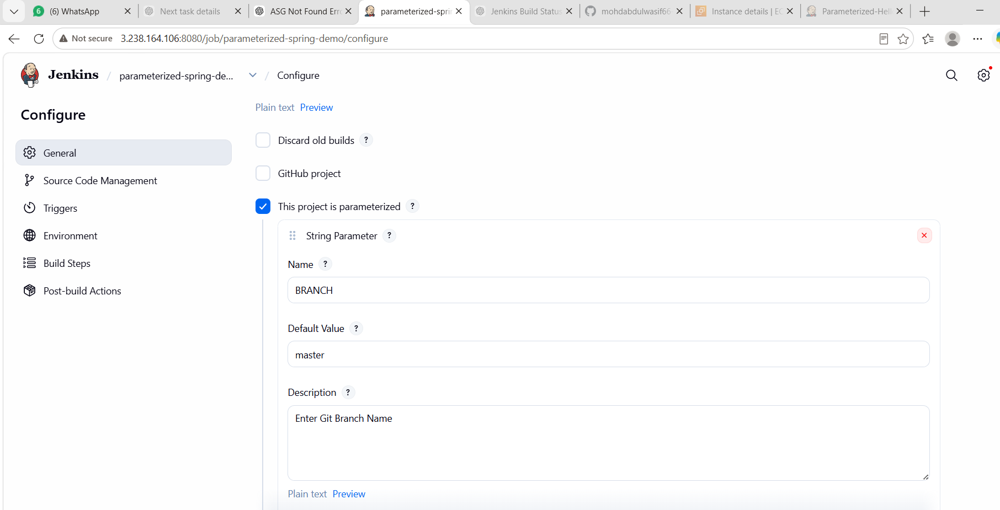 (6) WhatsApp
Next task details
ASG Not Found Erro
parameterized-sprin
Jenkins Build Status
mohdabdulwasif66
Instance details | EC
Parameterized-Hell
Not secure 3.238.164.106:8080/job/parameterized-spring-demo/configure
Jenkins / parameterized-spring-de... / Configure
Configure
General
Source Code Management
Triggers
Environment
Build Steps
Post-build Actions
Plain text Preview
Discard old builds ?
GitHub project
This project is parameterized ?
String Parameter ?
Name ?
BRANCH
Default Value ?
master
Description ?
Enter Git Branch Name
Plain text Preview